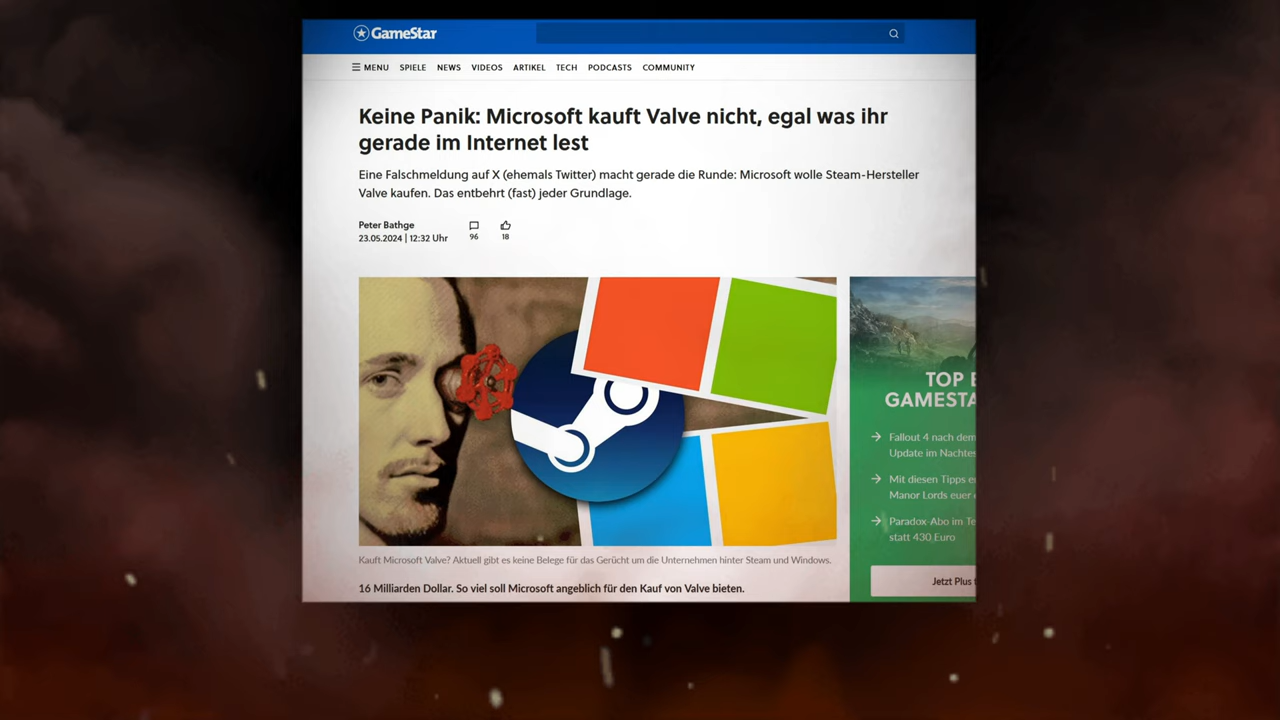 GameStar
MENU SPIELE NEWS VIDEOS ARTIKEL TECH PODCASTS COMMUNITY
Keine Panik: Microsoft kauft Valve nicht, egal was ihr
gerade im Internet lest
Eine Falschmeldung auf X (ehemals Twitter) macht gerade die Runde: Microsoft wolle Steam-Hersteller
Valve kaufen. Das entbehrt (fast) jeder Grundlage.
Peter Bathge
23.05.2024 | 12:32 Uhr
96 18
TOP
GAMESTA
Fallout 4 nach dem
Update im Nachtes
Mit diesen Tipps
Manor Lords euer
Paradox-Abo im Te
statt 430 Euro
Jetzt Plus
Kauft Microsoft Valve? Aktuell gibt es keine Belege für das Gerücht um die Unternehmen hinter Steam und Windows.
16 Milliarden Dollar. So viel soll Microsoft angeblich für den Kauf von Valve bieten.